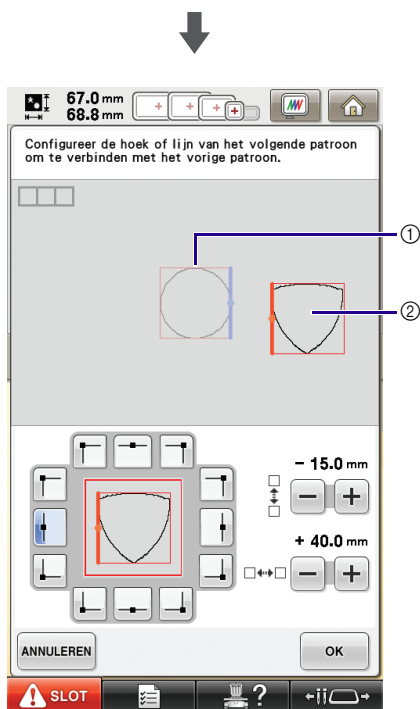 67.0 mm
68.8 mm
Configureer de hoek of lijn van het volgende patroon
om te verbinden met het vorige patroon.
①
②
- 15.0 mm
+ 40.0 mm
ANNULEREN
OK
SLOT
?